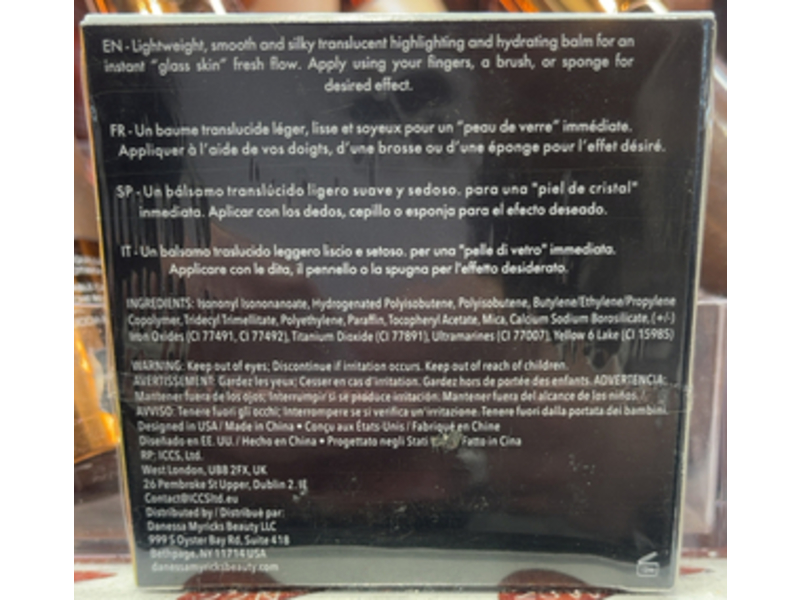 EN - Lightweight, smooth and silky translucent highlighting and hydrating balm for an
instant "glass skin" fresh flow. Apply using your fingers, a brush, or sponge for
desired effect.
FR - Un baume translucide léger, lisse et soyeux pour un "peau de verre" immédiate.
Appliquer à l'aide de vos doigts, d'une brosse ou d'une éponge pour l'effet désiré.
SP - Un bálsamo translúcido ligero suave y sedoso. para una "piel de cristal"
inmediata. Aplicar con los dedos, cepillo o esponja para el efecto deseado.
IT - Un balsamo traslucido leggero liscio e setoso. per una "pelle di vetro" immediata.
Applicare con le dita, il pennello o la spugna per l'effetto desiderato.
INGREDIENTS: Isononyl Isononanoate, Hydrogenated Polyisobutene, Polyisobutene, Butylene/Ethylene/Propylene
Copolymer, Tridecyl Trimellitate, Polyethylene, Paraffin, Tocopheryl Acetate, Mica, Calcium Sodium Borosilicate, (+/-)
Iron Oxides (CI 77491, CI 77492), Titanium Dioxide (CI 77891), Ultramarines (CI 77007), Yellow 6 Lake (CI 15985)
WARNING: Keep out of eyes; Discontinue if irritation occurs. Keep out of reach of children.
AVERTISSEMENT: Gardez les yeux; Cesser en cas d'irritation. Gardez hors de portée des enfants. ADVERTENCIA:
Mantener fuera de los ojos; Interrumpir si se produce irritación. Mantener fuera del alcance de los niños. /
AVVISO: Tenere fuori gli occhi; Interrompere se si verifica un'irritazione. Tenere fuori dalla portata dei bambini.
Designed in USA / Made in China • Conçu aux États-Unis / Fabriqué en Chine
Diseñado en EE. UU. / Hecho en China • Progettato negli Stati / Fatto in Cina
RP: ICCS, Ltd.
West London, UB8 2FX, UK
26 Pembroke St Upper, Dublin 2. IE
Contact@ICCSltd.eu
Distributed by / Distribué par:
Danessa Myricks Beauty LLC
999 S Oyster Bay Rd, Suite 418
Bethpage, NY 11714 USA
danessamyricksbeauty.com